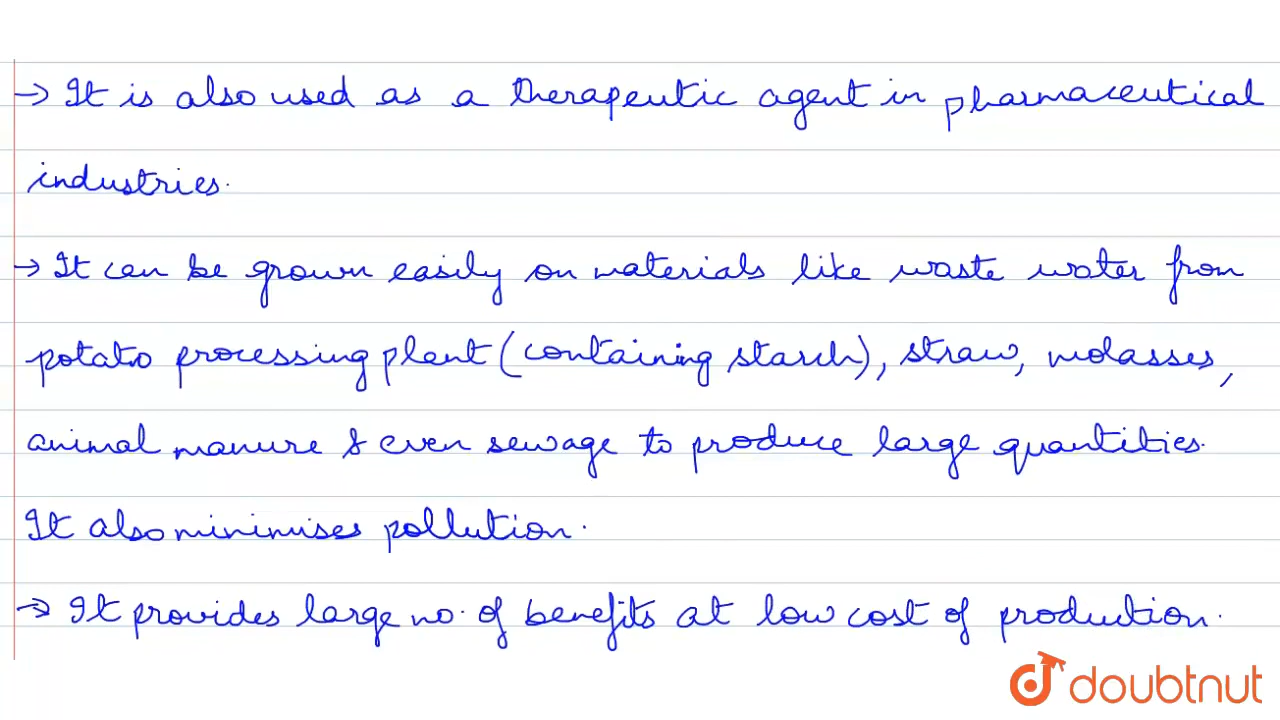 → It is also used as a therapeutic agent in pharmaceutical
industries.
→ It can be grown easily on materials like waste water from
potato processing plant (containing starch), straw, molasses,
animal manure & even sewage to produce large quantities.
It also minimises pollution.
→ It provides large no. of benefits at low cost of production.
doubtnut